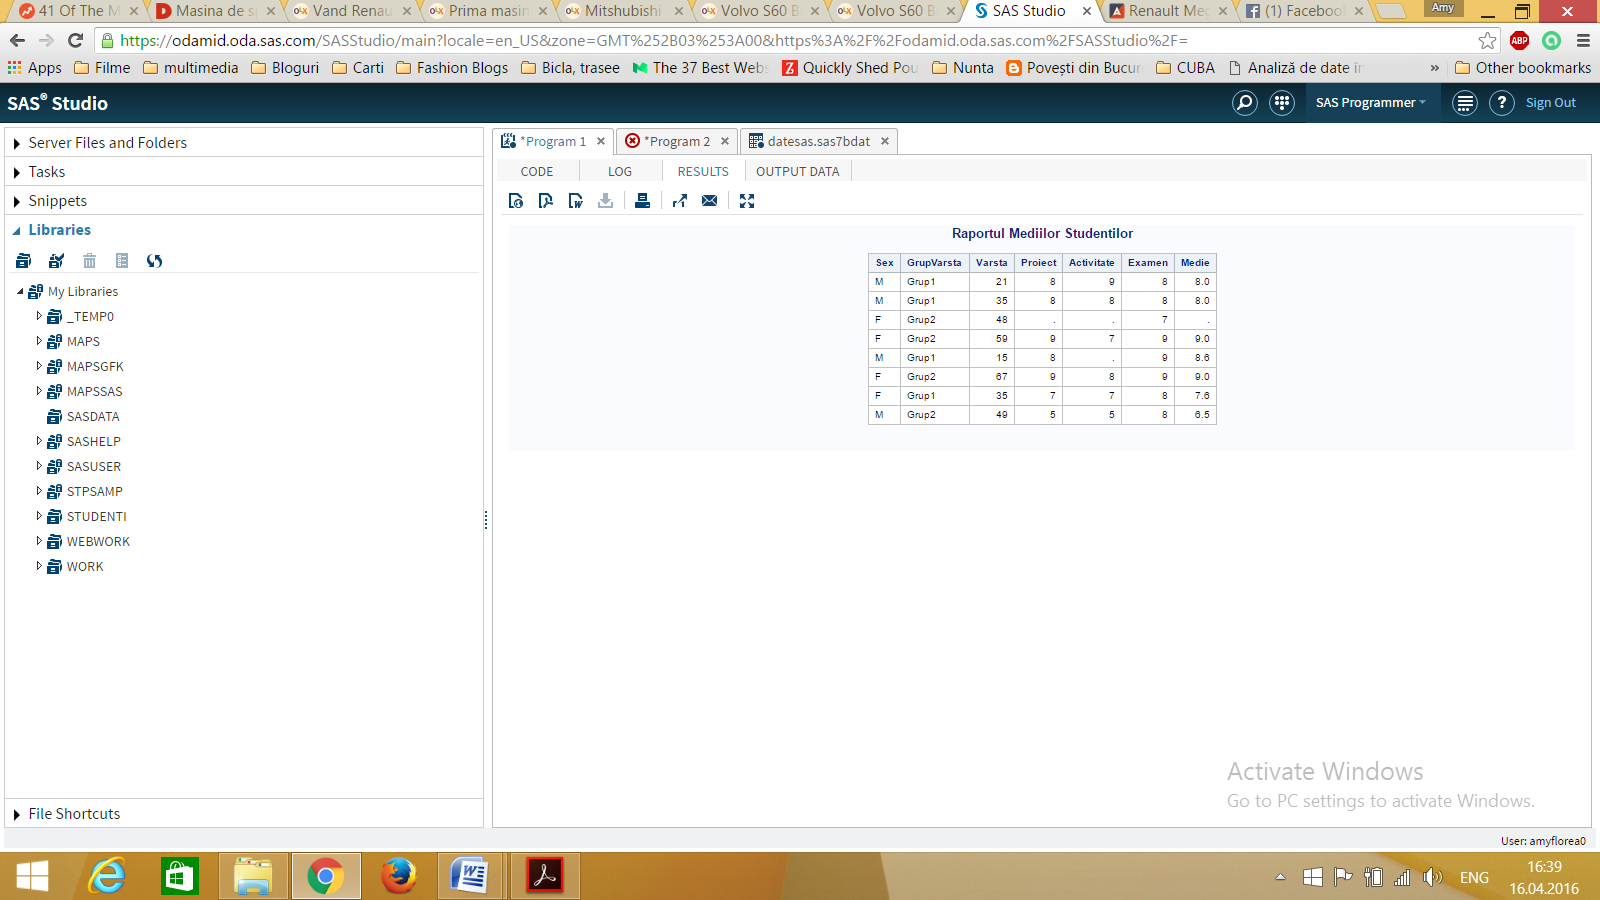 41 Of The M
Masina de s
Vand Renau
Prima masin
Mitshubishi
Volvo S60 B
Volvo S60 B
SAS Studio
Renault Meg
(1) Facebook
Amy
https://odamid.oda.sas.com/SASStudio/main?locale=en_US&zone=GMT%252B03%253A00&https%3A%2F%2Fodamid.oda.sas.com%2FSASStudio%2F=
ABP
Apps Filme multimedia Bloguri Carti Fashion Blogs Bicla, trasee The 37 Best Webs Quickly Shed Pou Nunta Povești din Bucur CUBA Analiză de date în » Other bookmarks
SAS® Studio
SAS Programmer
Sign Out
Server Files and Folders
Tasks
Snippets
Libraries
My Libraries
_TEMP0
MAPS
MAPSGFK
MAPSSAS
SASDATA
SASHELP
SASUSER
STPSAMP
STUDENTI
WEBWORK
WORK
File Shortcuts
*Program 1 *Program 2 datesas.sas7bdat
CODE LOG RESULTS OUTPUT DATA
Raportul Mediilor Studentilor
Sex GrupVarsta Varsta Proiect Activitate Examen Medie
M Grup1 21 8 9 8 8.0
M Grup1 35 8 8 8 8.0
F Grup2 48 . . 7 .
F Grup2 59 9 7 9 9.0
M Grup1 15 8 . 9 8.6
F Grup2 67 9 8 9 9.0
F Grup1 35 7 7 8 7.6
M Grup2 49 5 5 8 6.5
Activate Windows
Go to PC settings to activate Windows.
User: amyflorea0
ENG
16:39
16.04.2016